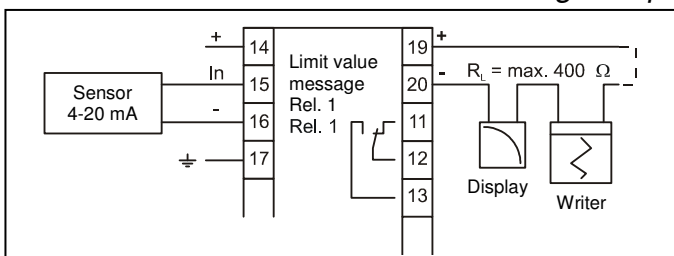 +
14
In
15
-
16
17
Sensor
4-20 mA
Limit value
message
Rel. 1
Rel. 1
19
+
20
-
R_L = max. 400 Ω
11
12
13
Display
Writer